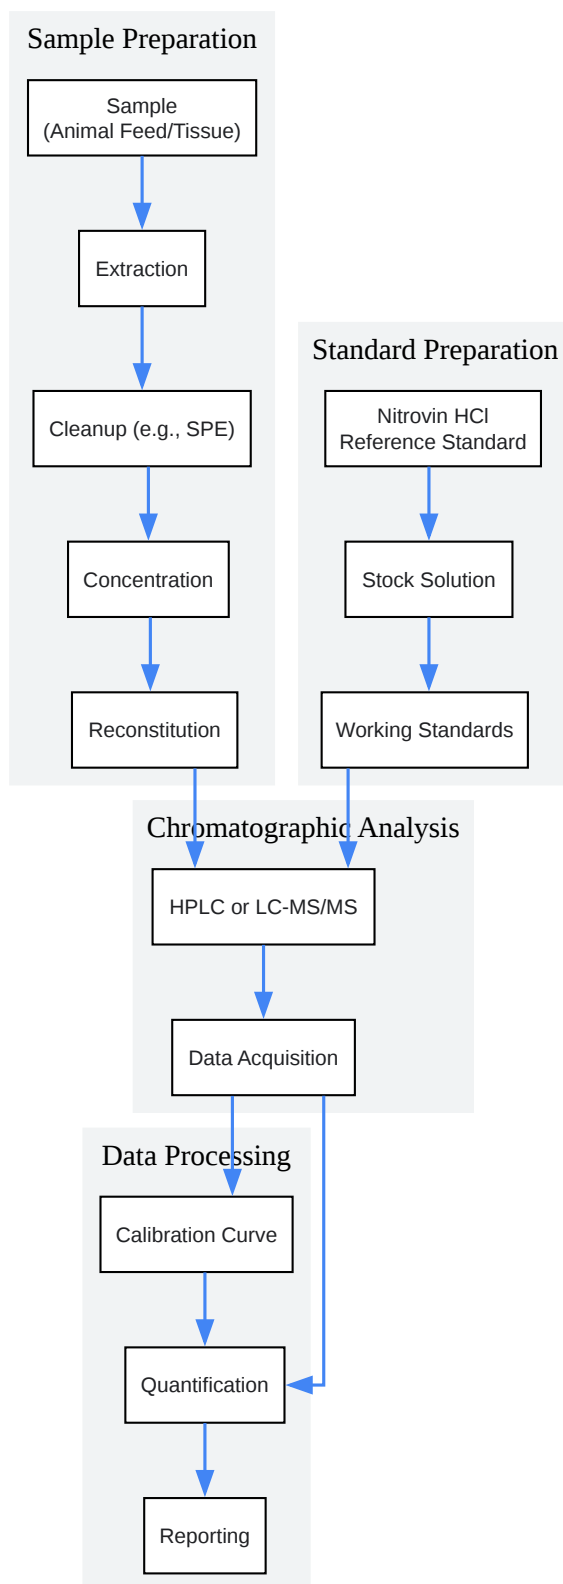 Sample Preparation
Sample
(Animal Feed/Tissue)
Extraction
Cleanup (e.g., SPE)
Concentration
Reconstitution
Standard Preparation
Nitrovin HCl
Reference Standard
Stock Solution
Working Standards
Chromatographic Analysis
HPLC or LC-MS/MS
Data Acquisition
Data Processing
Calibration Curve
Quantification
Reporting